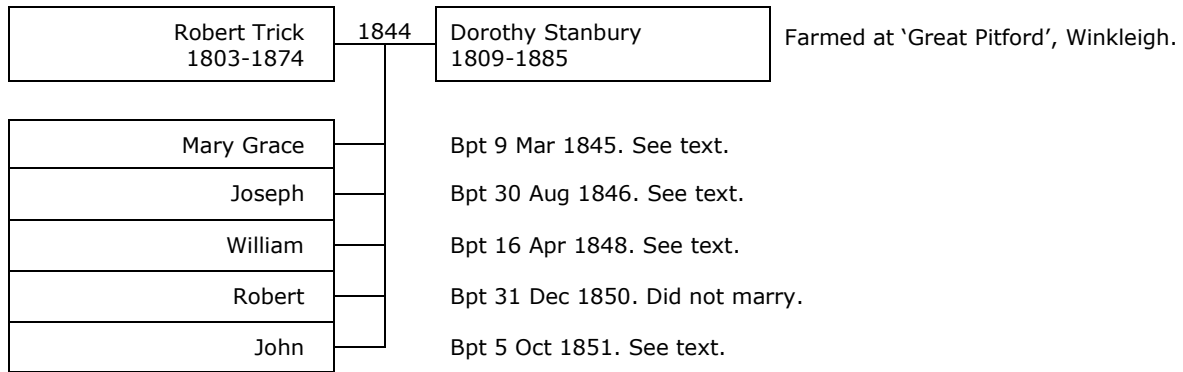 Robert Trick 1844 Dorothy Stanbury Farmed at ‘Great Pitford’, Winkleigh.
1803-1874 1809-1885
Mary Grace Bpt 9 Mar 1845. See text.
Joseph Bpt 30 Aug 1846. See text.
William Bpt 16 Apr 1848. See text.
Robert Bpt 31 Dec 1850. Did not marry.
John Bpt 5 Oct 1851. See text.